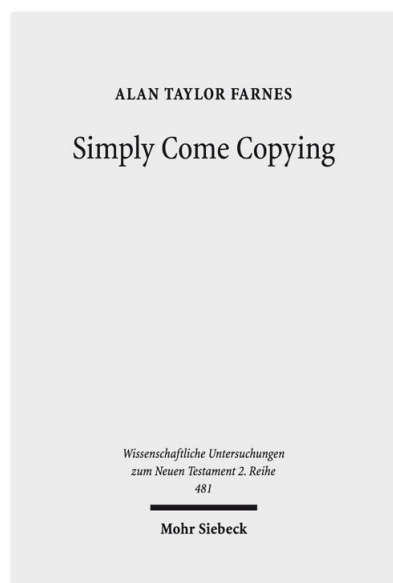 ALAN TAYLOR FARNES
Simply Come Copying
Wissenschaftliche Untersuchungen
zum Neuen Testament 2. Reihe
481
Mohr Siebeck